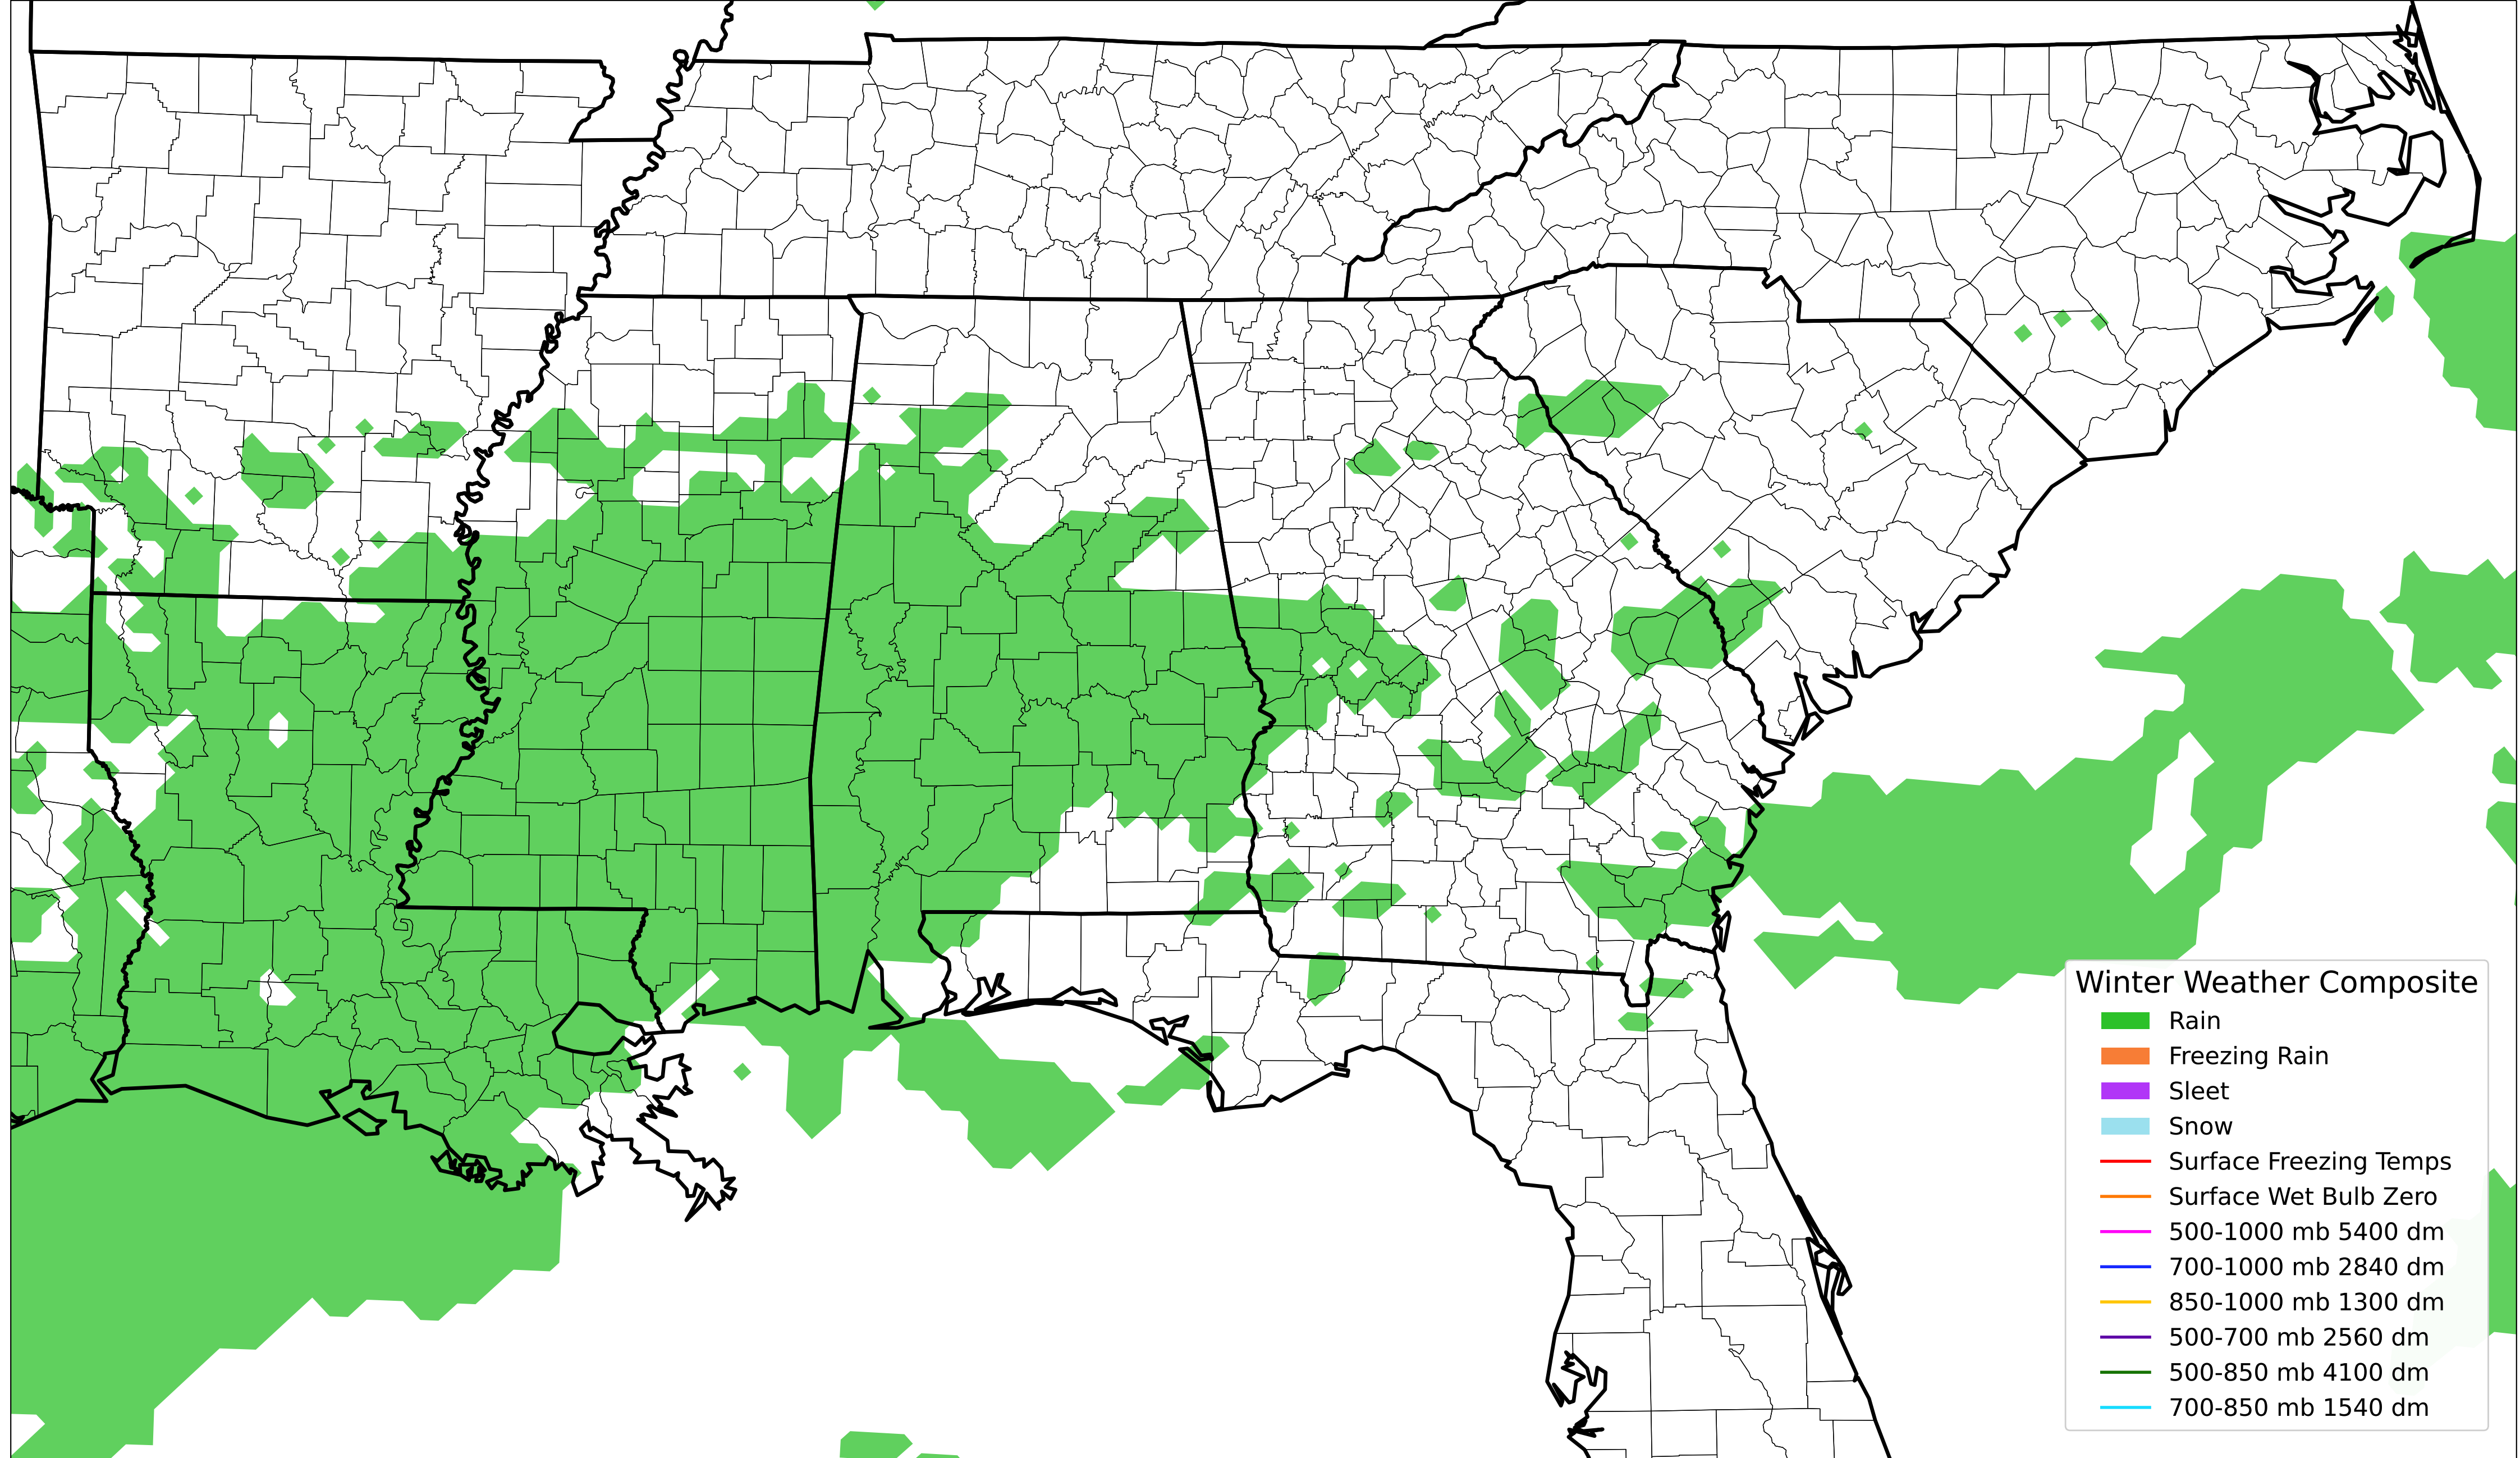 Winter Weather Composite
Rain
Freezing Rain
Sleet
Snow
Surface Freezing Temps
Surface Wet Bulb Zero
500-1000 mb 5400 dm
700-1000 mb 2840 dm
850-1000 mb 1300 dm
500-700 mb 2560 dm
500-850 mb 4100 dm
700-850 mb 1540 dm